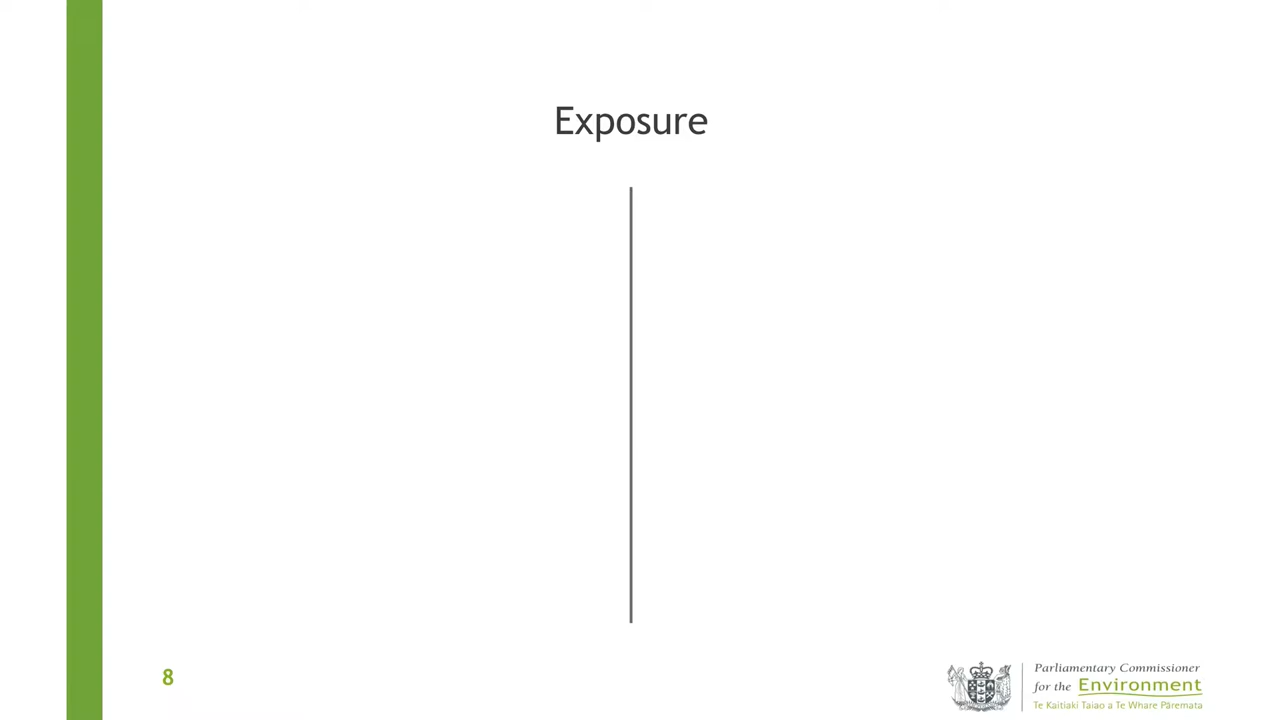 Exposure
8
Parliamentary Commissioner
for the Environment
Te Kaitiaki Taiao a Te Whare Pāremata